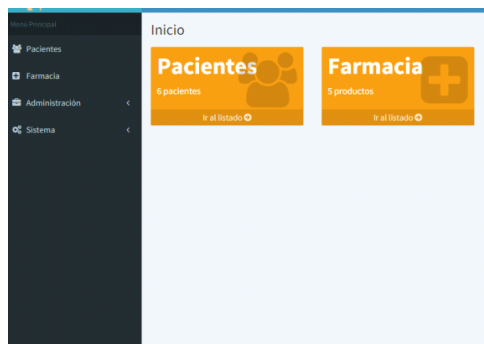 Menú Principal
Pacientes
Farmacia
Administración
Sistema
Inicio
Pacientes
6 pacientes
Ir al listado
Farmacia
5 productos
Ir al listado